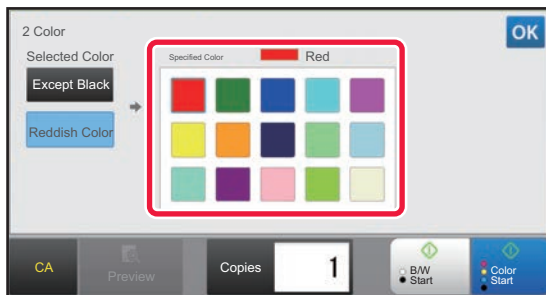 2 Color
OK
Selected Color
Specified Color
Red
Except Black
Reddish Color
CA
Preview
Copies
1
B/W
Start
Color
Start